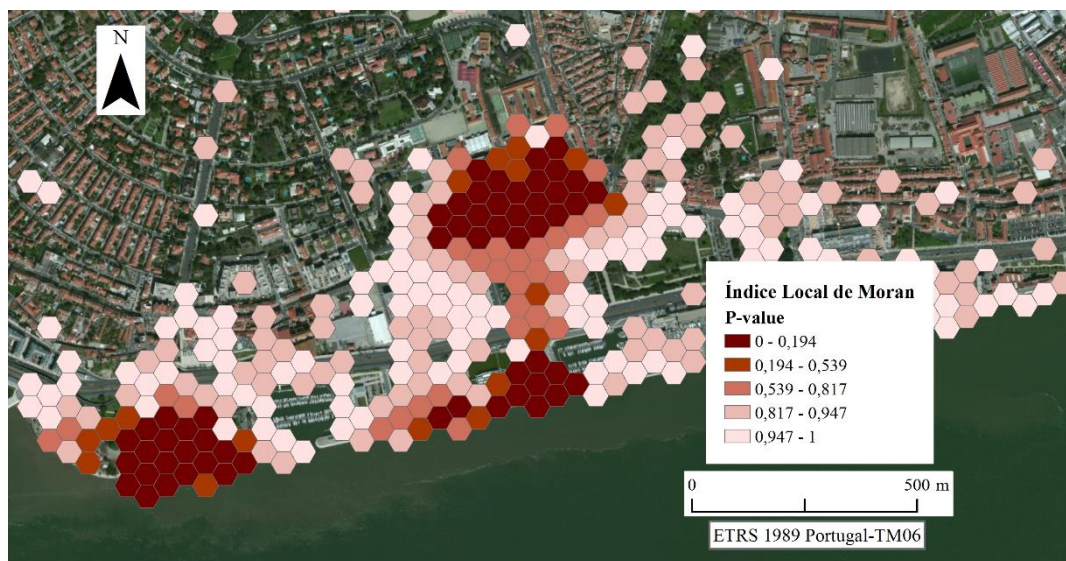 N
Índice Local de Moran
P-value
0 - 0,194
0,194 - 0,539
0,539 - 0,817
0,817 - 0,947
0,947 - 1
0 500 m
ETRS 1989 Portugal-TM06